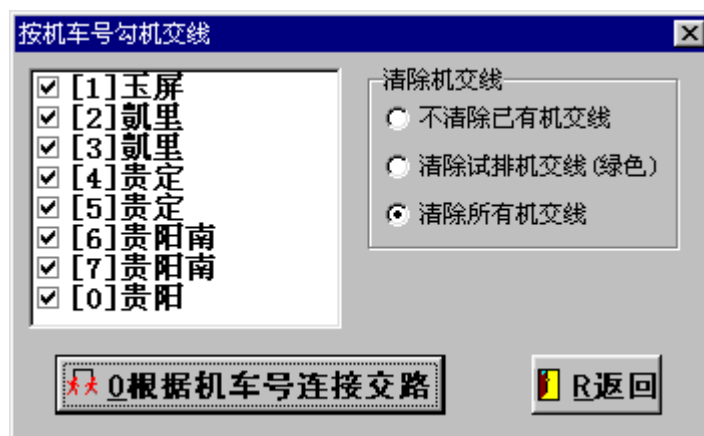 按机车号勾机交线
[1]玉屏
[2]凱里
[3]凱里
[4]贵定
[5]贵定
[6]贵阳南
[7]贵阳南
[0]贵阳
清除机交线
不清除已有机交线
清除试排机交线(绿色)
清除所有机交线
O根据机车号连接交路
R返回